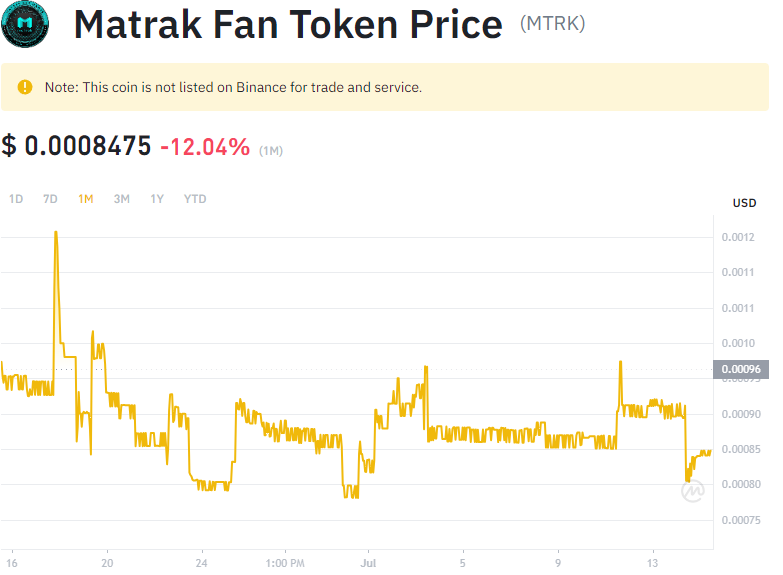 Matrak Fan Token Price (MTRK)
Note: This coin is not listed on Binance for trade and service.
$ 0.0008475 -12.04% (1M)
1D 7D 1M 3M 1Y YTD
USD
0.0012
0.0011
0.0011
0.0010
0.00096
0.00090
0.00085
0.00080
0.00075
16 20 24 1:00 PM Jul 5 9 13